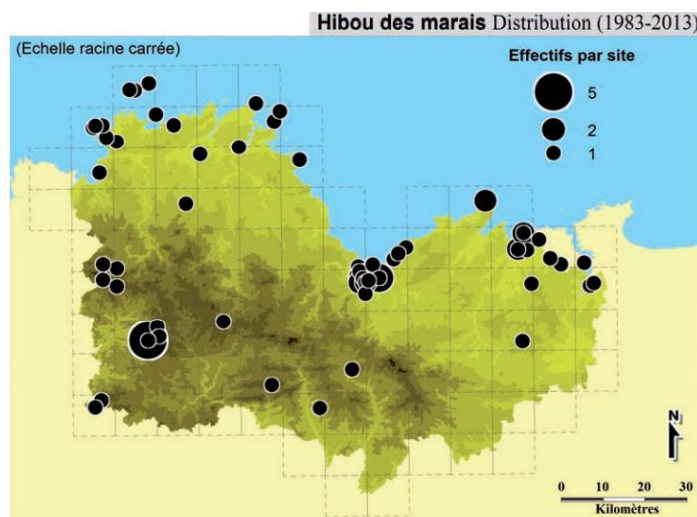 Hibou des marais Distribution (1983-2013)
(Echelle racine carrée)
Effectifs par site
5
2
1
N
0 10 20 30
Kilomètres